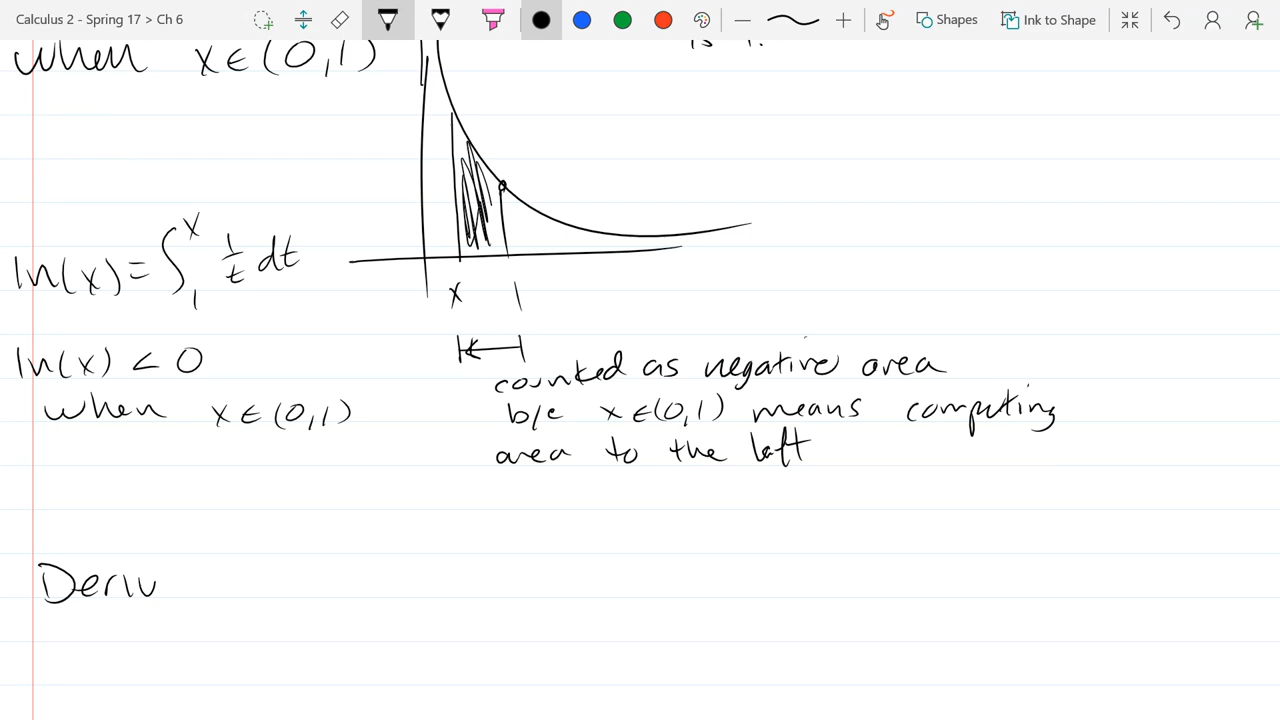 Calculus 2 - Spring 17 > Ch 6
Shapes
Ink to Shape
when x ∈ (0,1)
ln(x) = ∫₁ˣ 1/t dt
x 1
ln(x) < 0
when x ∈ (0,1)
counted as negative area
b/c x ∈ (0,1) means computing
area to the left
Deriv